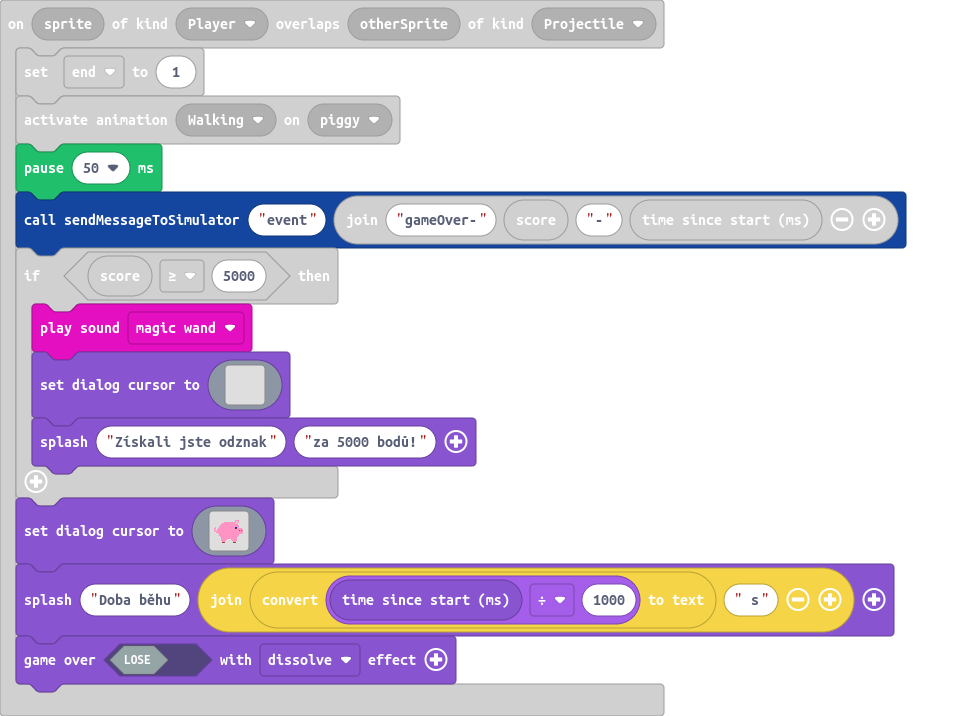 on sprite of kind Player overlaps otherSprite of kind Projectile
set end to 1
activate animation Walking on piggy
pause 50 ms
call sendMessageToSimulator "event" join "gameOver-" score "-" time since start (ms)
if score ≥ 5000 then
play sound magic wand
set dialog cursor to
splash "Získali jste odznak" "za 5000 bodů!"
set dialog cursor to
splash "Doba běhu" join convert time since start (ms) ÷ 1000 to text " s"
game over LOSE with dissolve effect